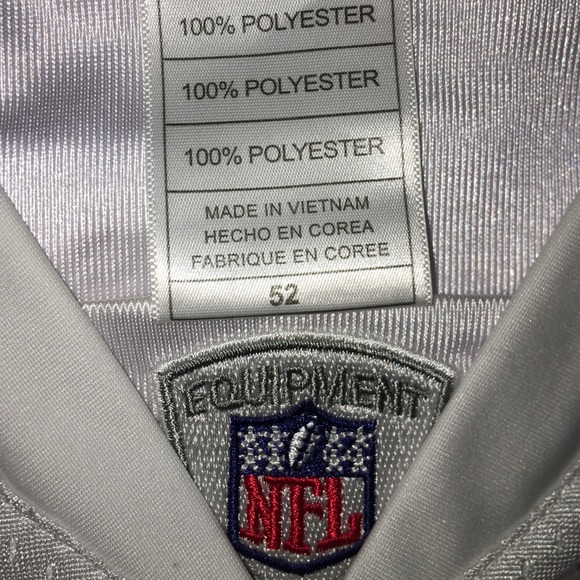 100% POLYESTER
100% POLYESTER
100% POLYESTER
MADE IN VIETNAM
HECHO EN COREA
FABRIQUE EN COREE
52
EQUIPMENT
NFL